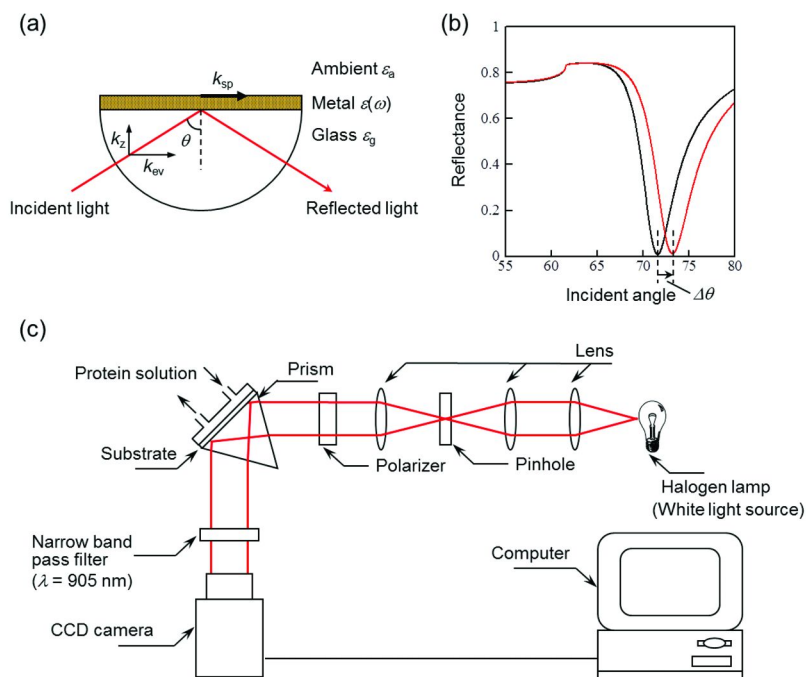 (a)
k_sp
Ambient ε_a
Metal ε(ω)
Glass ε_g
k_z
θ
k_ev
Incident light
Reflected light
(b)
Reflectance
1
0.8
0.6
0.4
0.2
0
55
60
65
70
75
80
Incident angle
Δθ
(c)
Protein solution
Prism
Lens
Substrate
Polarizer
Pinhole
Halogen lamp
(White light source)
Narrow band
pass filter
(λ = 905 nm)
Computer
CCD camera